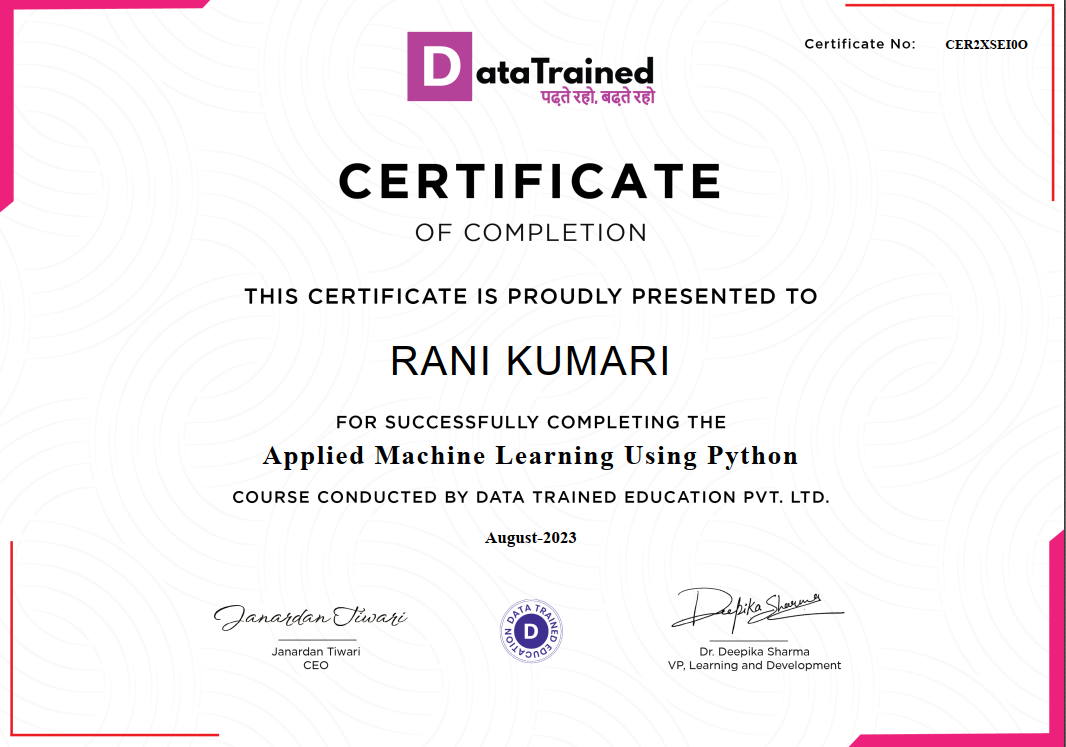 Certificate No: CER2XSEI0O
DataTrained
पढ़ते रहो, बढ़ते रहो
CERTIFICATE
OF COMPLETION
THIS CERTIFICATE IS PROUDLY PRESENTED TO
RANI KUMARI
FOR SUCCESSFULLY COMPLETING THE
Applied Machine Learning Using Python
COURSE CONDUCTED BY DATA TRAINED EDUCATION PVT. LTD.
August-2023
Janardan Tiwari
Janardan Tiwari
CEO
DATA TRAINED EDUCATION
D
Deepika Sharma
Dr. Deepika Sharma
VP, Learning and Development